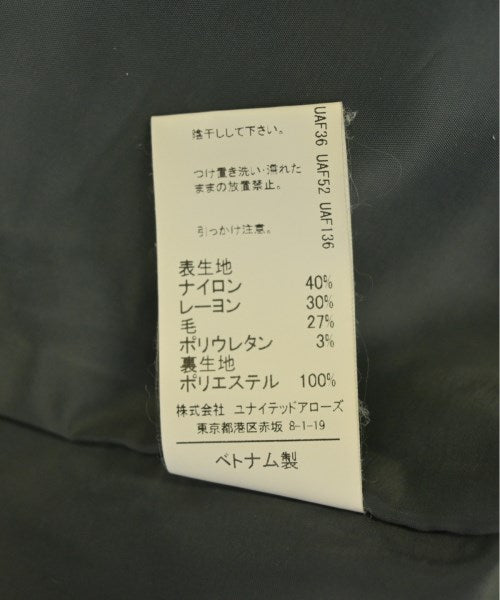 陰干しして下さい。
つけ置き洗い・濡れた
ままの放置禁止。
引っかけ注意。
表生地
ナイロン 40%
レーヨン 30%
毛 27%
ポリウレタン 3%
裏生地
ポリエステル 100%
株式会社 ユナイテッドアローズ
東京都港区赤坂 8-1-19
ベトナム製
UAF36 UAF52 UAF136